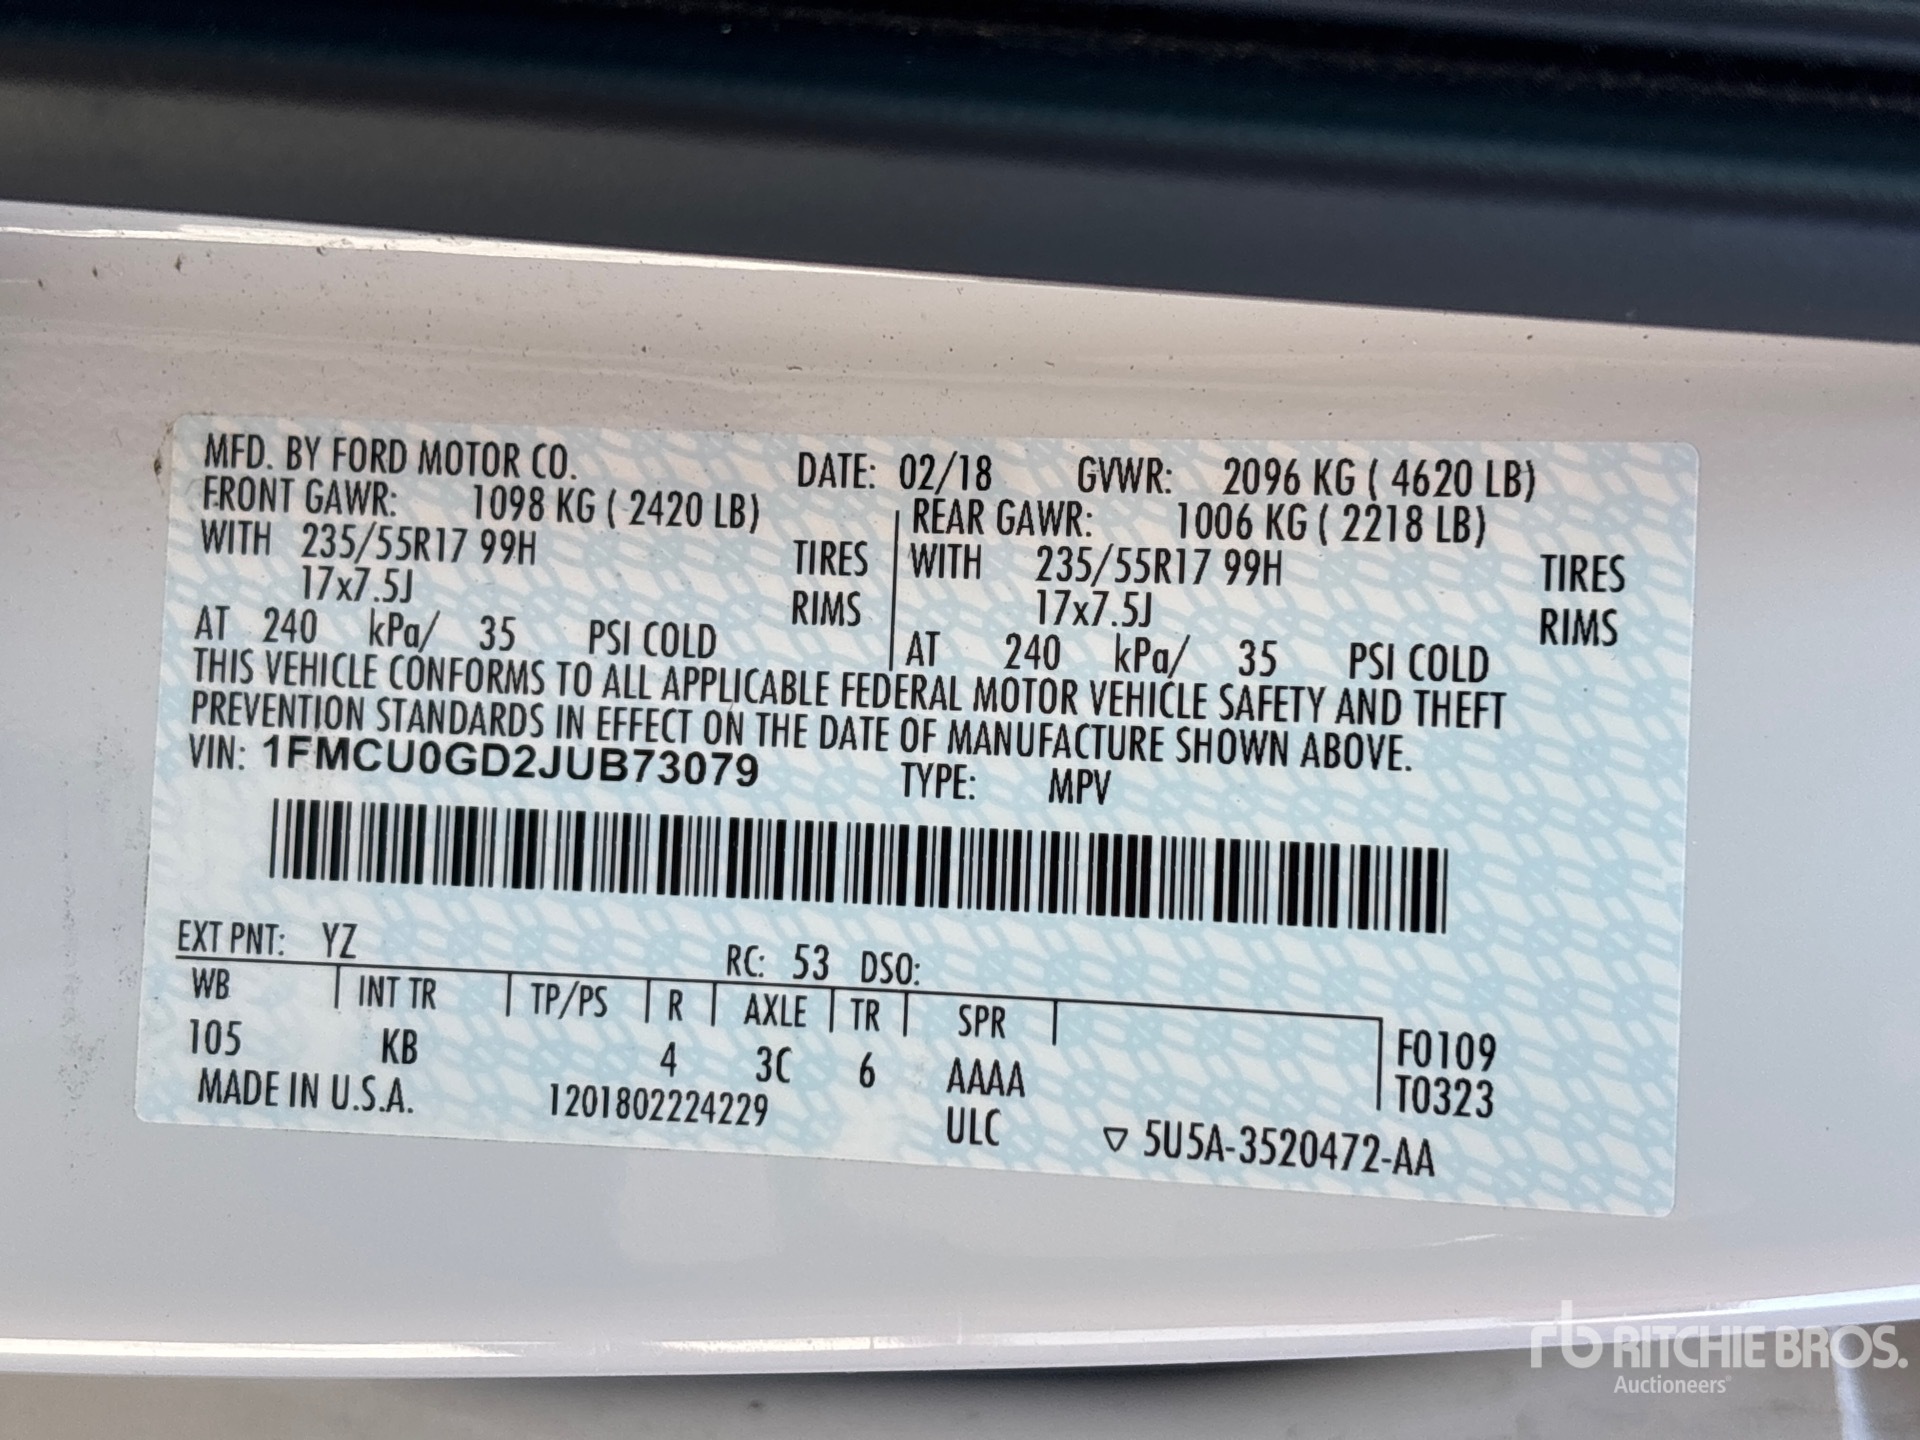 MFD. BY FORD MOTOR CO. DATE: 02/18 GVWR: 2096 KG ( 4620 LB)
FRONT GAWR: 1098 KG ( 2420 LB) REAR GAWR: 1006 KG ( 2218 LB)
WITH 235/55R17 99H TIRES WITH 235/55R17 99H TIRES
17x7.5J RIMS 17x7.5J RIMS
AT 240 kPa/ 35 PSI COLD AT 240 kPa/ 35 PSI COLD
THIS VEHICLE CONFORMS TO ALL APPLICABLE FEDERAL MOTOR VEHICLE SAFETY AND THEFT
PREVENTION STANDARDS IN EFFECT ON THE DATE OF MANUFACTURE SHOWN ABOVE.
VIN: 1FMCU0GD2JUB73079 TYPE: MPV
EXT PNT: YZ RC: 53 DSO:
WB INT TR TP/PS R AXLE TR SPR
105 KB 4 3C 6 AAAA F0109
T0323
MADE IN U.S.A. 1201802224229 ULC ▽ 5U5A-3520472-AA
rb RITCHIE BROS.
Auctioneers